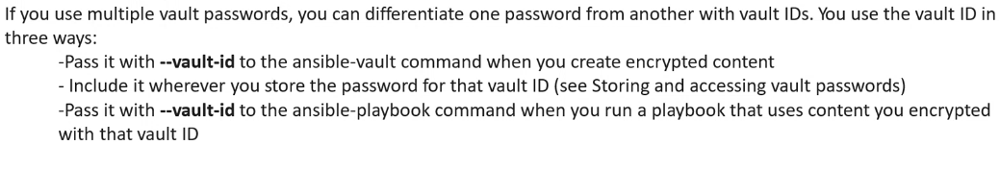 If you use multiple vault passwords, you can differentiate one password from another with vault IDs. You use the vault ID in
three ways:
-Pass it with --vault-id to the ansible-vault command when you create encrypted content
- Include it wherever you store the password for that vault ID (see Storing and accessing vault passwords)
-Pass it with --vault-id to the ansible-playbook command when you run a playbook that uses content you encrypted
with that vault ID